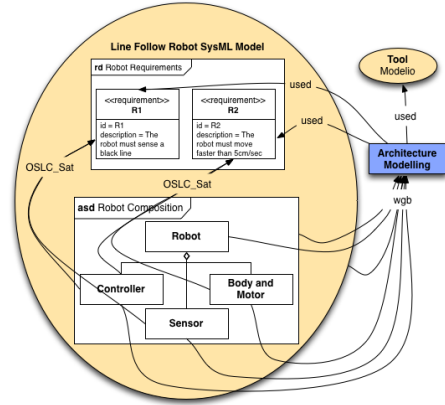 Line Follow Robot SysML Model
rd Robot Requirements
<<requirement>>
R1
id = R1
description = The
robot must sense a
black line
<<requirement>>
R2
id = R2
description = The
robot must move
faster than 5cm/sec
used
used
Tool
Modelio
used
Architecture
Modelling
wgb
OSLC_Sat
OSLC_Sat
asd Robot Composition
Robot
Controller
Body and
Motor
Sensor